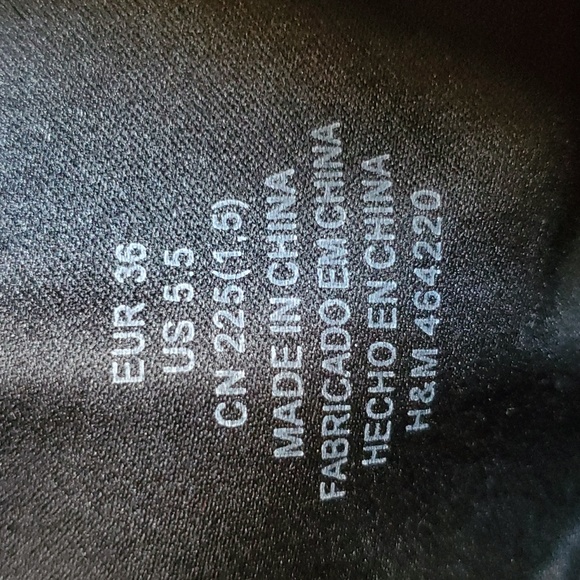 EUR 36
US 5.5
CN 225(1.5)
MADE IN CHINA
FABRICADO EM CHINA
HECHO EN CHINA
H&M 464220